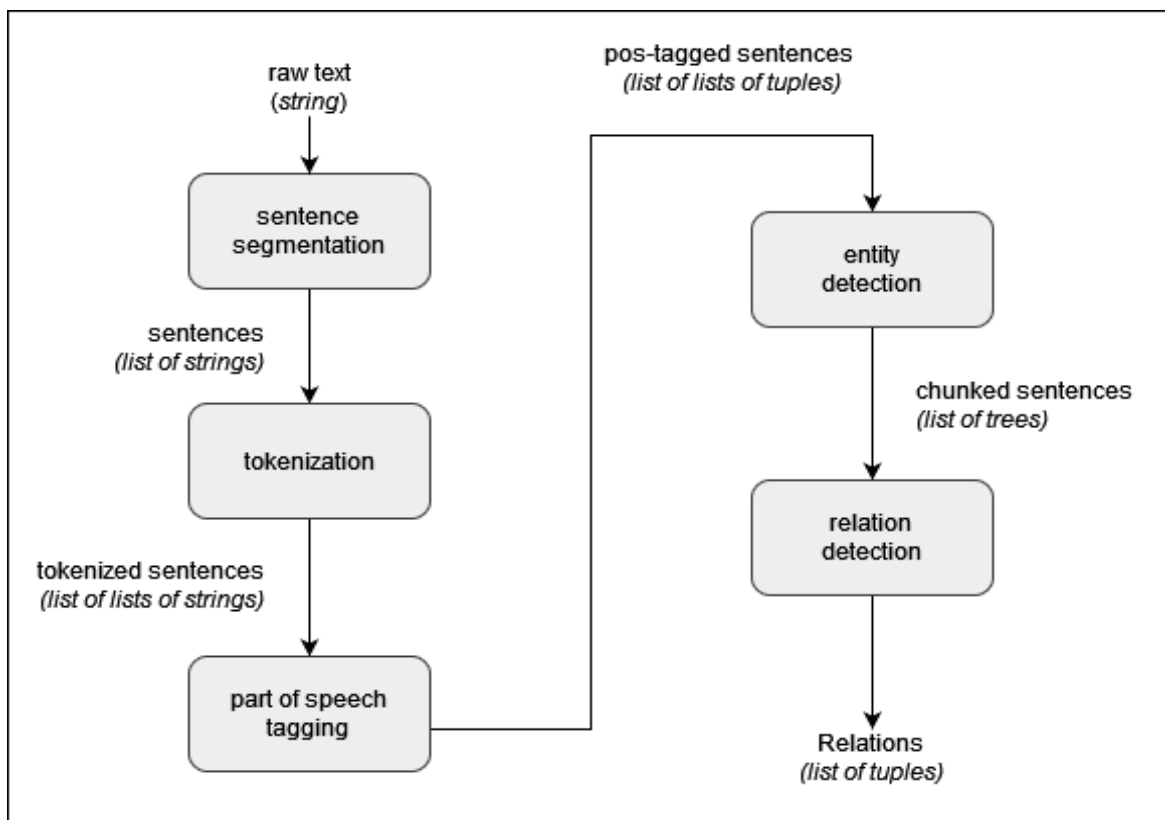 raw text
(string)
sentence
segmentation
sentences
(list of strings)
tokenization
tokenized sentences
(list of lists of strings)
part of speech
tagging
pos-tagged sentences
(list of lists of tuples)
entity
detection
chunked sentences
(list of trees)
relation
detection
Relations
(list of tuples)